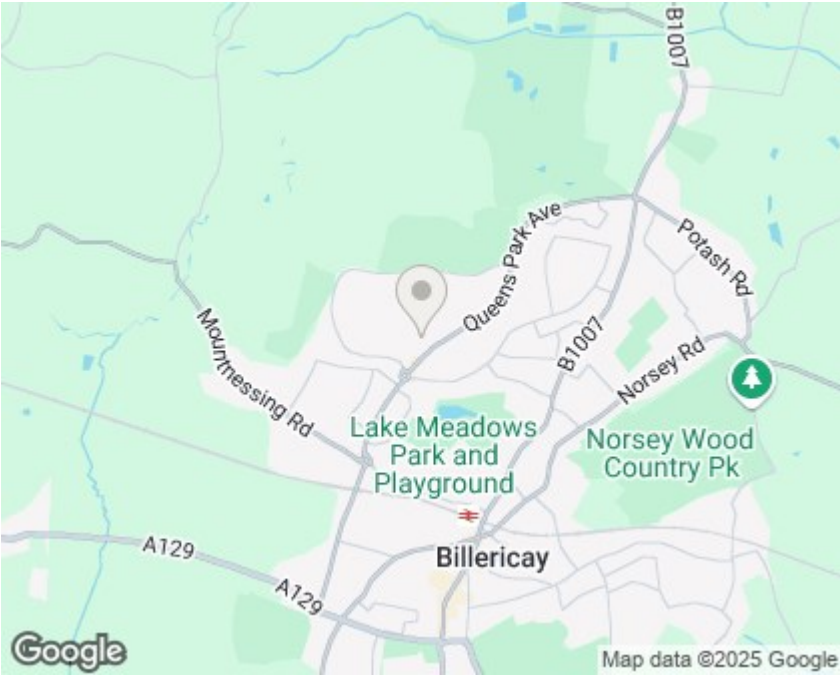 B1007
Queens Park Ave
Potash Rd
Mountnessing Rd
B1007
Norsey Rd
Lake Meadows
Park and
Playground
Norsey Wood
Country Pk
A129
Billericay
A129
Google
Map data ©2025 Google